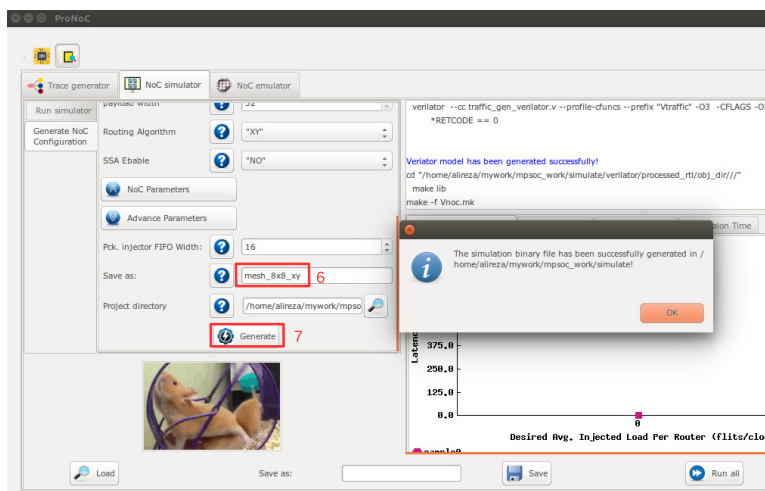 ProNoC
Trace generator
NoC simulator
NoC emulator
Run simulator
Generate NoC
Configuration
payload width
32
Routing Algorithm
"XY"
SSA Ebable
"NO"
NoC Parameters
Advance Parameters
Pck. injector FIFO Width:
16
Save as:
mesh_8x8_xy
6
Project directory
/home/alireza/mywork/mpso
Generate
7
verilator --cc traffic_gen_verilator.v --profile-cfuncs --prefix "Vtraffic" -O3 -CFLAGS -O3
*RETCODE == 0
Veriator model has been generated successfully!
cd "/home/alireza/mywork/mpsoc_work/simulate/verilator/processed_rtl/obj_dir///"
make lib
make -f Vnoc.mk
Time
The simulation binary file has been successfully generated in /
home/alireza/mywork/mpsoc_work/simulate!
OK
375.0
250.0
125.0
0.0
0
Desired Avg. Injected Load Per Router (flits/clo
sample0
Load
Save as:
Save
Run all